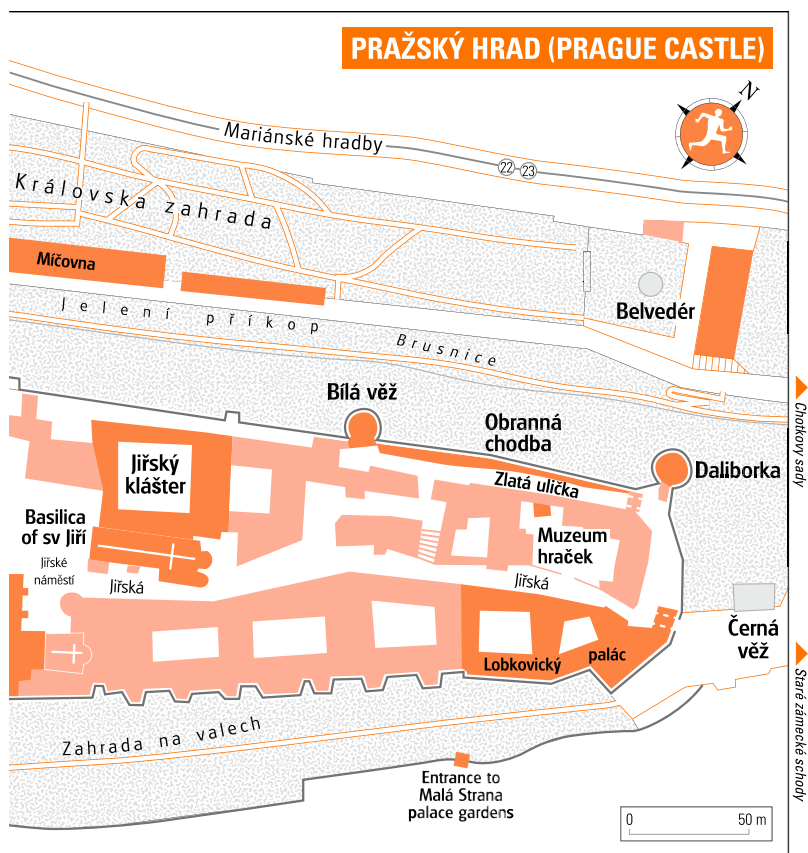 PRAŽSKÝ HRAD (PRAGUE CASTLE)
N
Mariánské hradby
22 23
Královska zahrada
Míčovna
Belvedér
Jelení příkop
Brusnice
Chotkovy sady
Bílá věž
Obranná
chodba
Daliborka
Jiřský
klášter
Zlatá ulička
Basilica
of sv Jiří
Muzeum
hraček
Jiřské
náměstí
Jiřská
Jiřská
Černá
věž
Lobkovický palác
Staré zámecké schody
Zahrada na valech
Entrance to
Malá Strana
palace gardens
0 50 m